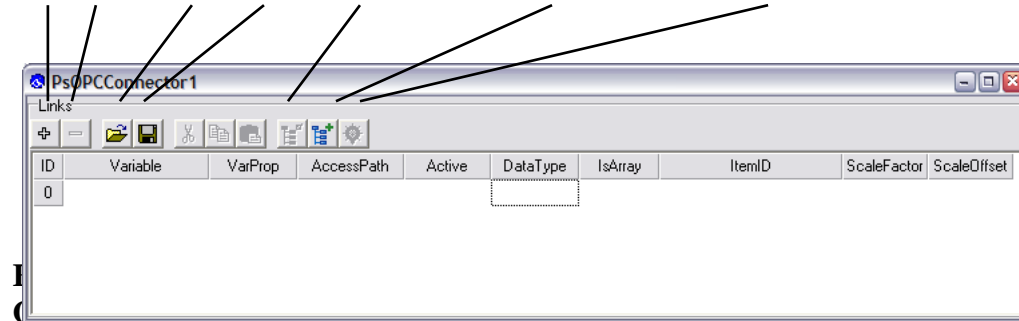 PsOPCConnector1
Links
ID Variable VarProp AccessPath Active DataType IsArray ItemID ScaleFactor ScaleOffset
0